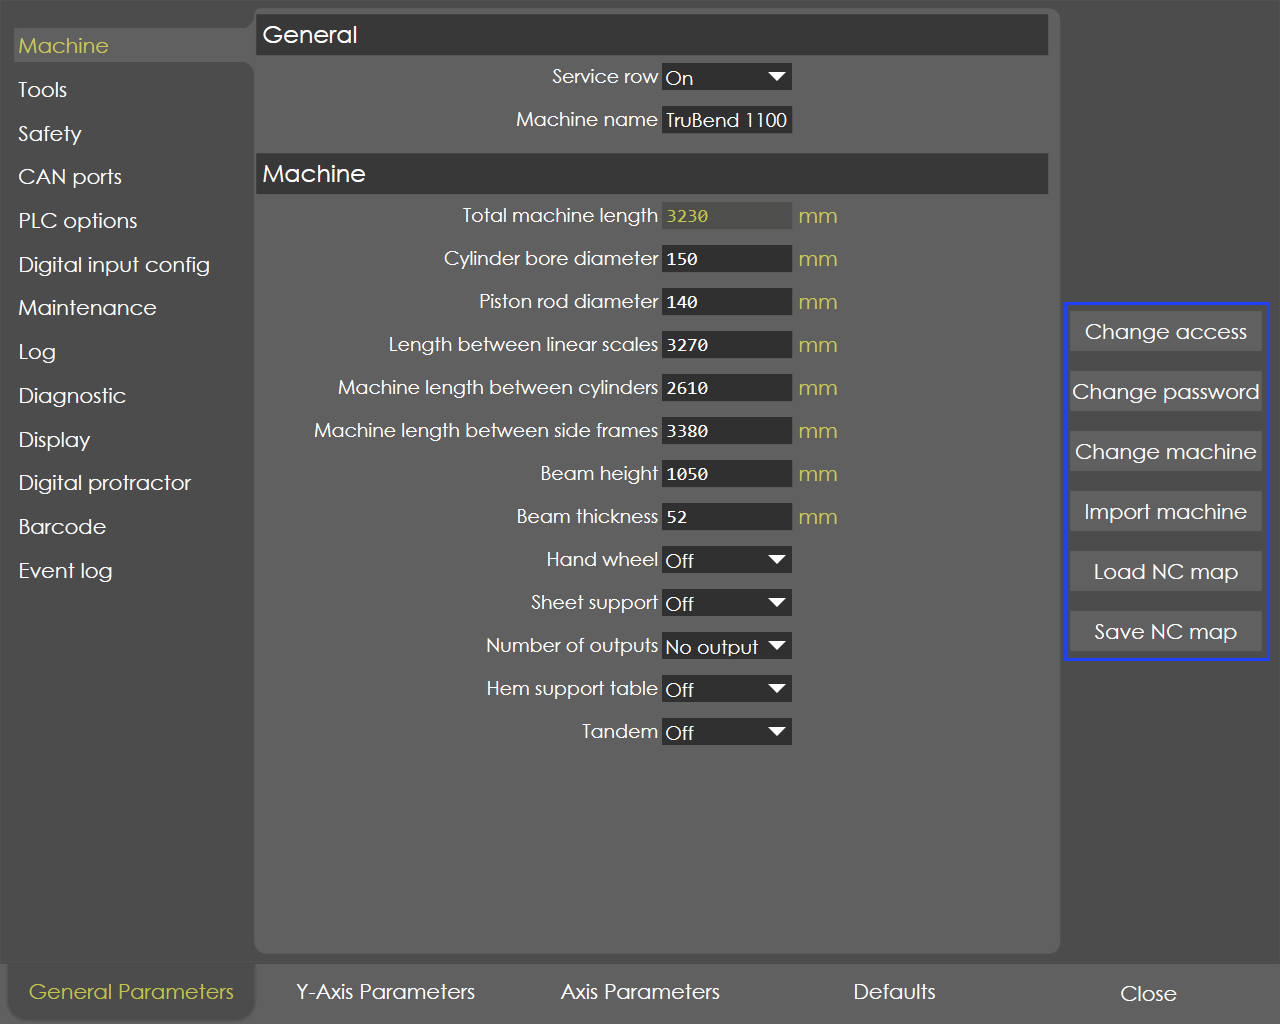 Machine
Tools
Safety
CAN ports
PLC options
Digital input config
Maintenance
Log
Diagnostic
Display
Digital protractor
Barcode
Event log
General
Service row On
Machine name TruBend 1100
Machine
Total machine length 3230 mm
Cylinder bore diameter 150 mm
Piston rod diameter 140 mm
Length between linear scales 3270 mm
Machine length between cylinders 2610 mm
Machine length between side frames 3380 mm
Beam height 1050 mm
Beam thickness 52 mm
Hand wheel Off
Sheet support Off
Number of outputs No output
Hem support table Off
Tandem Off
Change access
Change password
Change machine
Import machine
Load NC map
Save NC map
General Parameters
Y-Axis Parameters
Axis Parameters
Defaults
Close